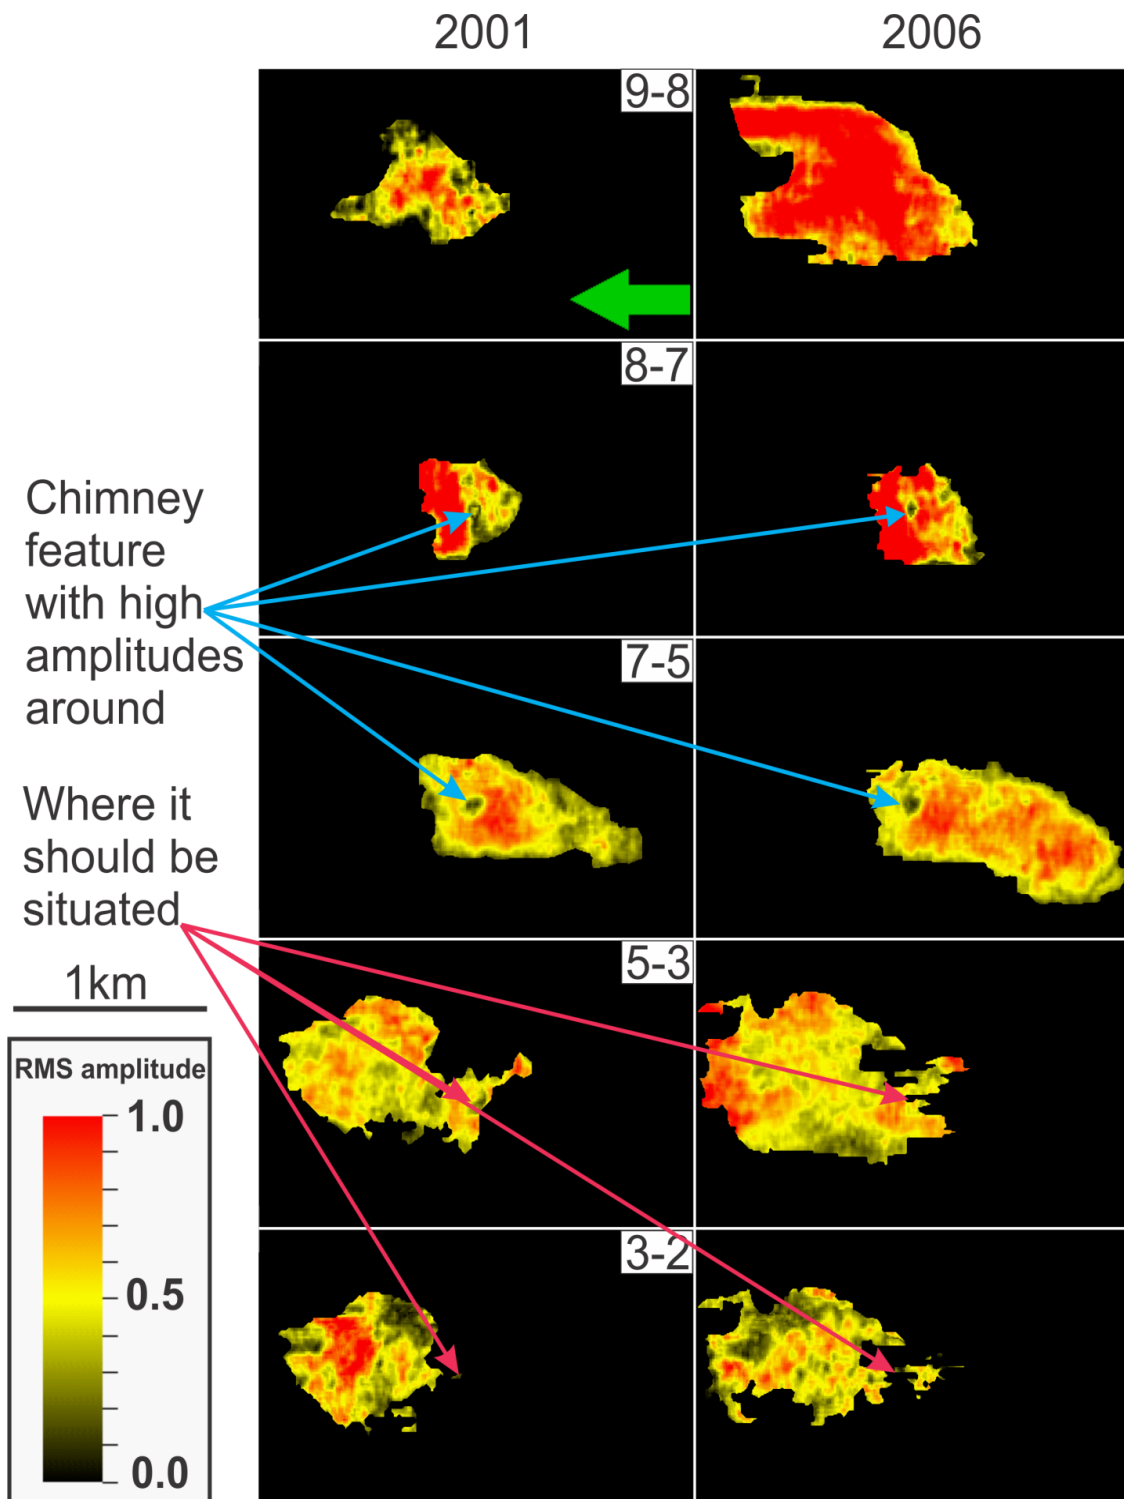 2001
2006
9-8
8-7
Chimney
feature
with high
amplitudes
around
7-5
Where it
should be
situated
5-3
1km
RMS amplitude
1.0
0.5
0.0
3-2